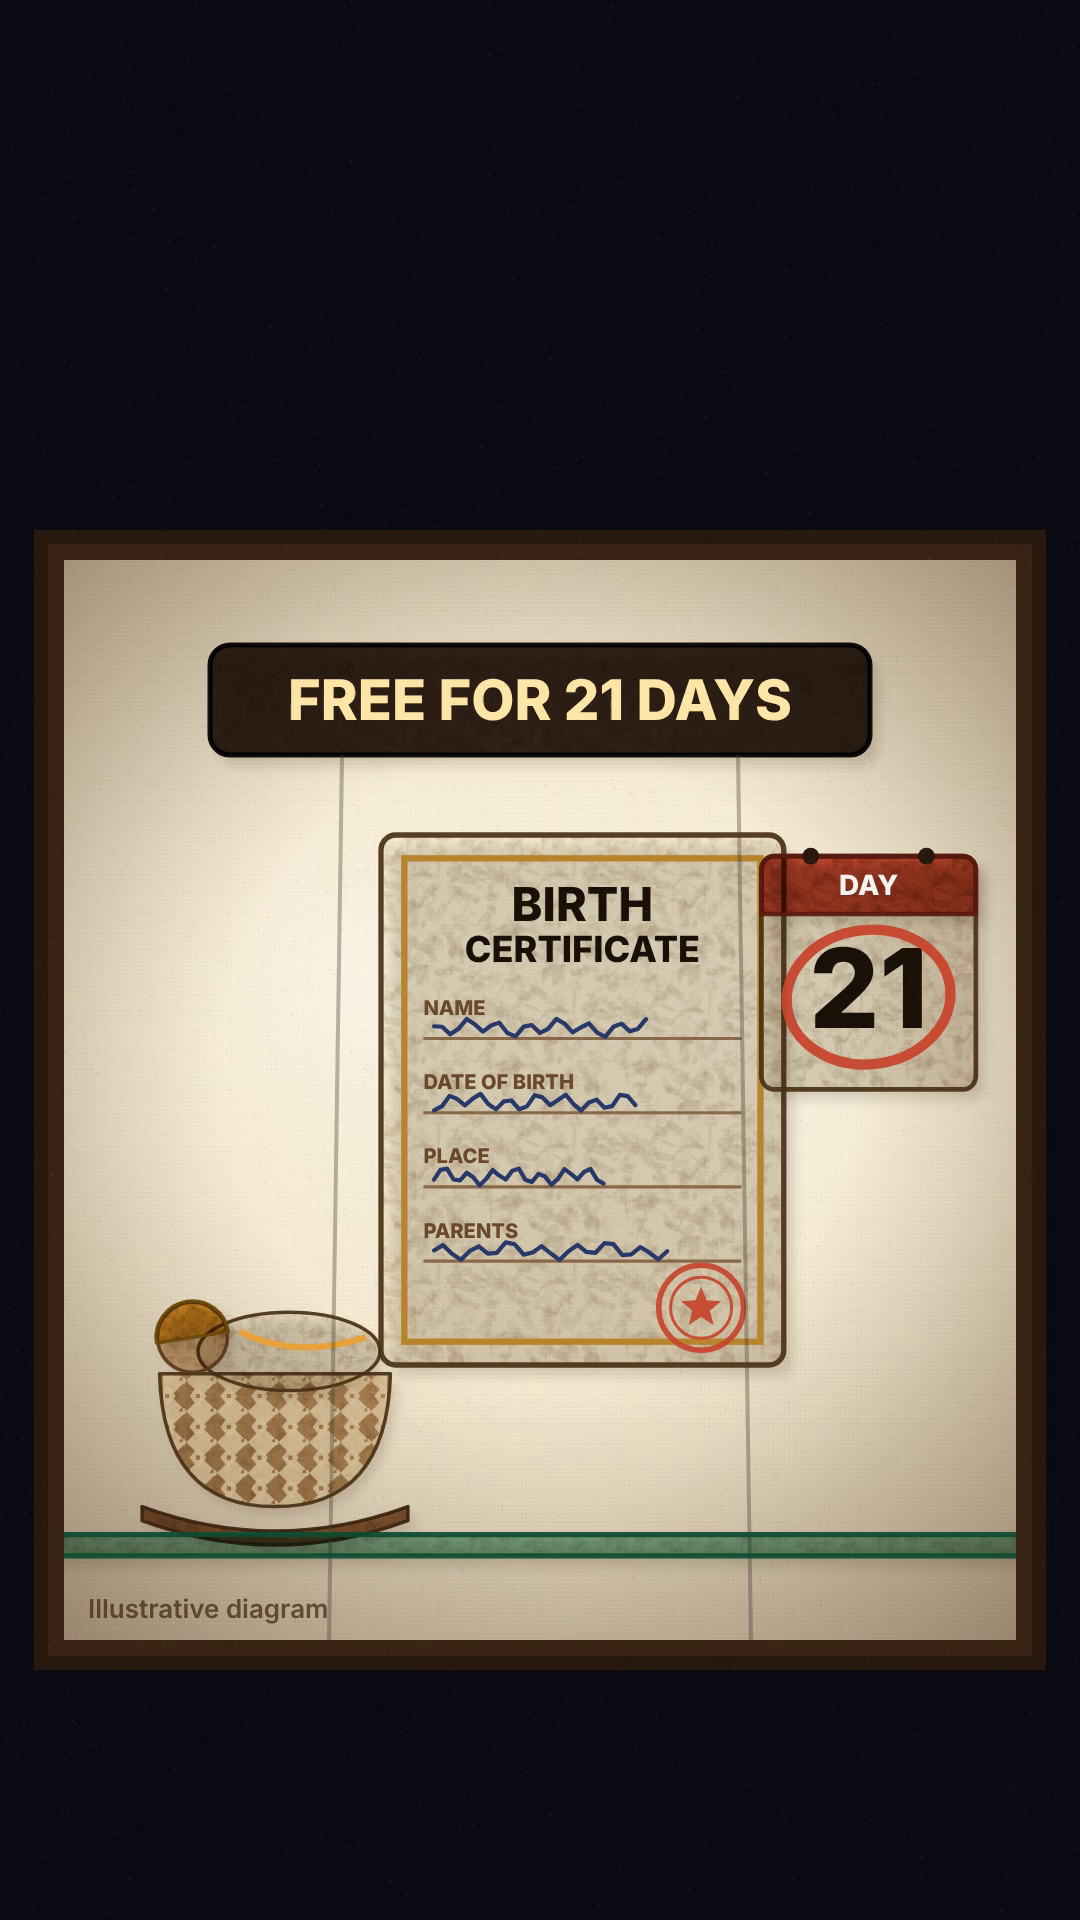 FREE FOR 21 DAYS
BIRTH
CERTIFICATE
DAY
21
NAME
DATE OF BIRTH
PLACE
PARENTS
Illustrative diagram